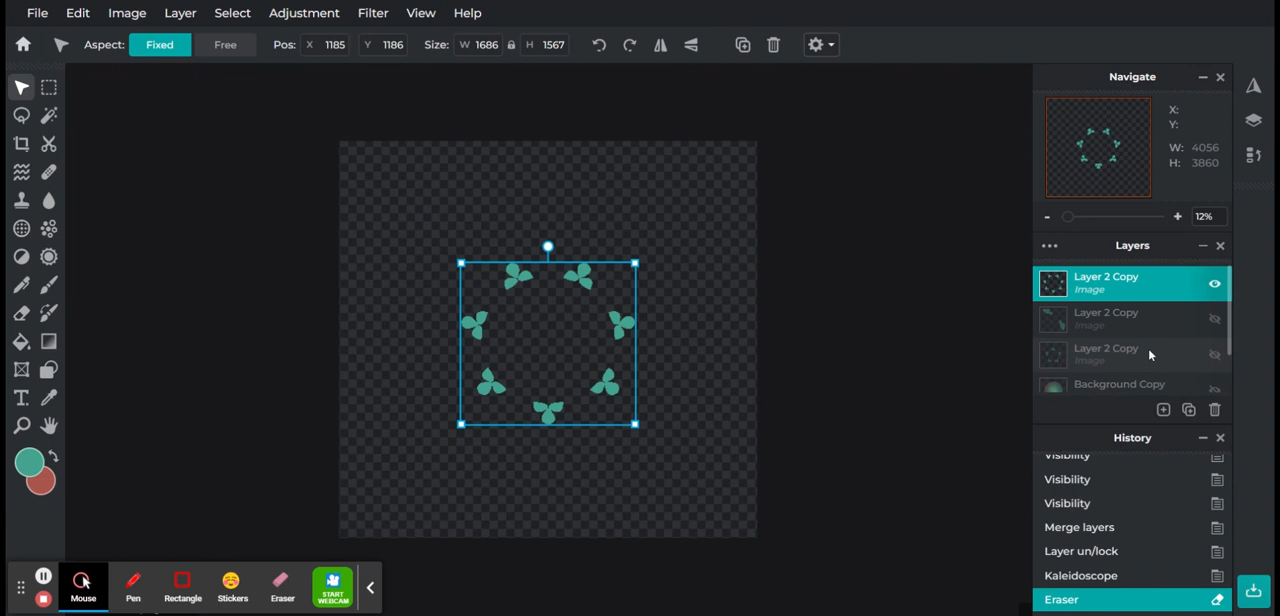 File Edit Image Layer Select Adjustment Filter View Help
Aspect: Fixed Free Pos: X 1185 Y 1186 Size: W 1686 H 1567
Navigate
X:
Y:
W: 4056
H: 3860
- + 12%
Layers
Layer 2 Copy
Image
Layer 2 Copy
Image
Layer 2 Copy
Image
Background Copy
History
Visibility
Visibility
Visibility
Merge layers
Layer un/lock
Kaleidoscope
Eraser
T
Mouse Pen Rectangle Stickers Eraser START WEBCAM